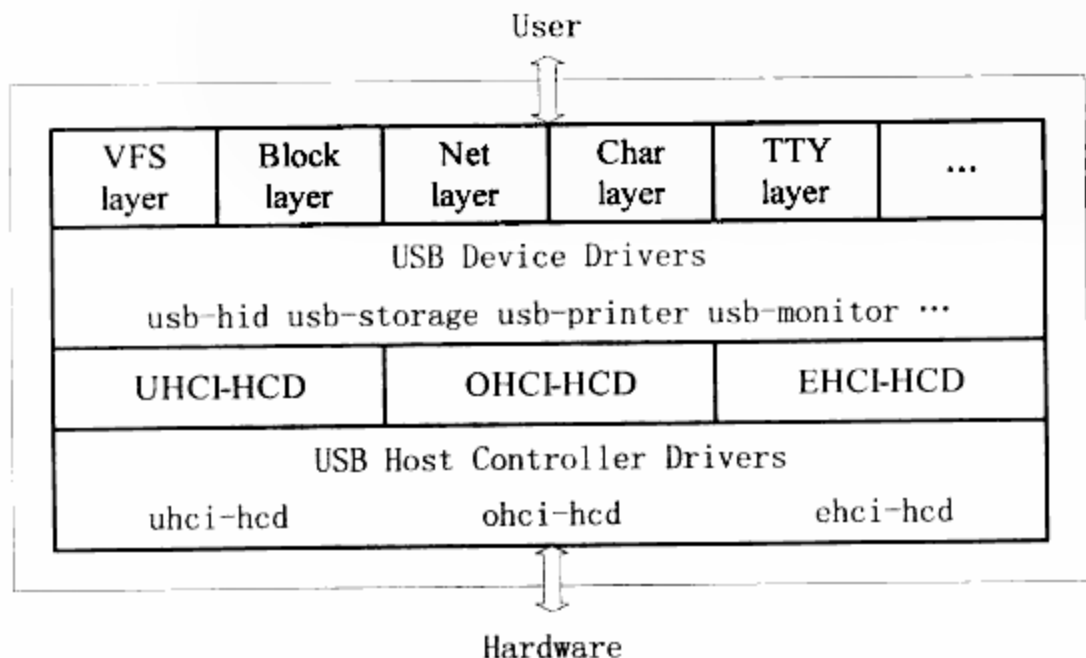 User
VFS layer
Block layer
Net layer
Char layer
TTY layer
...
USB Device Drivers
usb-hid usb-storage usb-printer usb-monitor ...
UHCI-HCD
OHCI-HCD
EHCI-HCD
USB Host Controller Drivers
uhci-hcd
ohci-hcd
ehci-hcd
Hardware